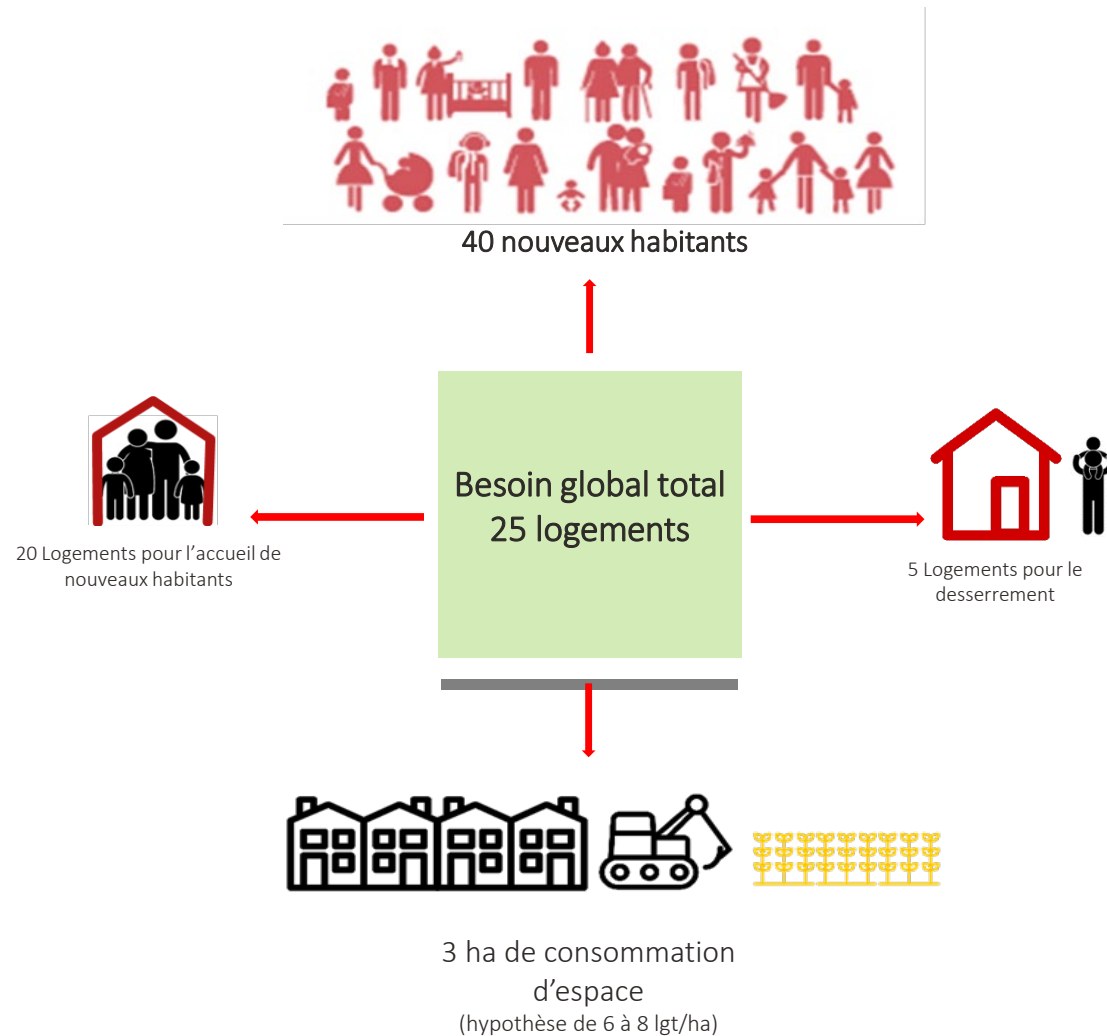 40 nouveaux habitants
Besoin global total
25 logements
20 Logements pour l’accueil de
nouveaux habitants
5 Logements pour le
desserrement
3 ha de consommation
d’espace
(hypothèse de 6 à 8 lgt/ha)